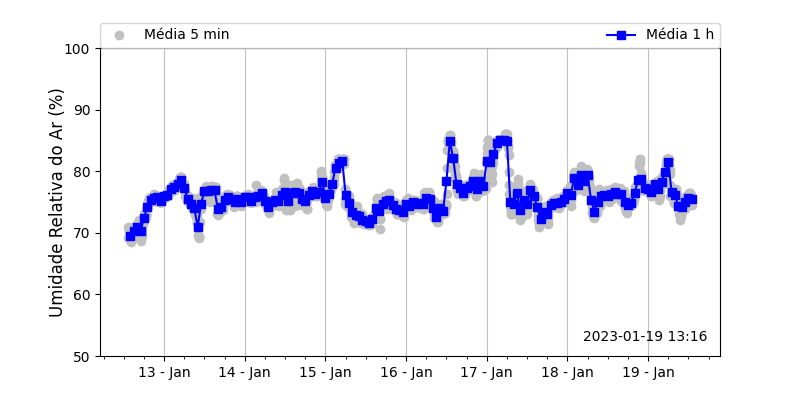 Média 5 min Média 1 h
Umidade Relativa do Ar (%)
100
90
80
70
60
50
2023-01-19 13:16
13 - Jan 14 - Jan 15 - Jan 16 - Jan 17 - Jan 18 - Jan 19 - Jan